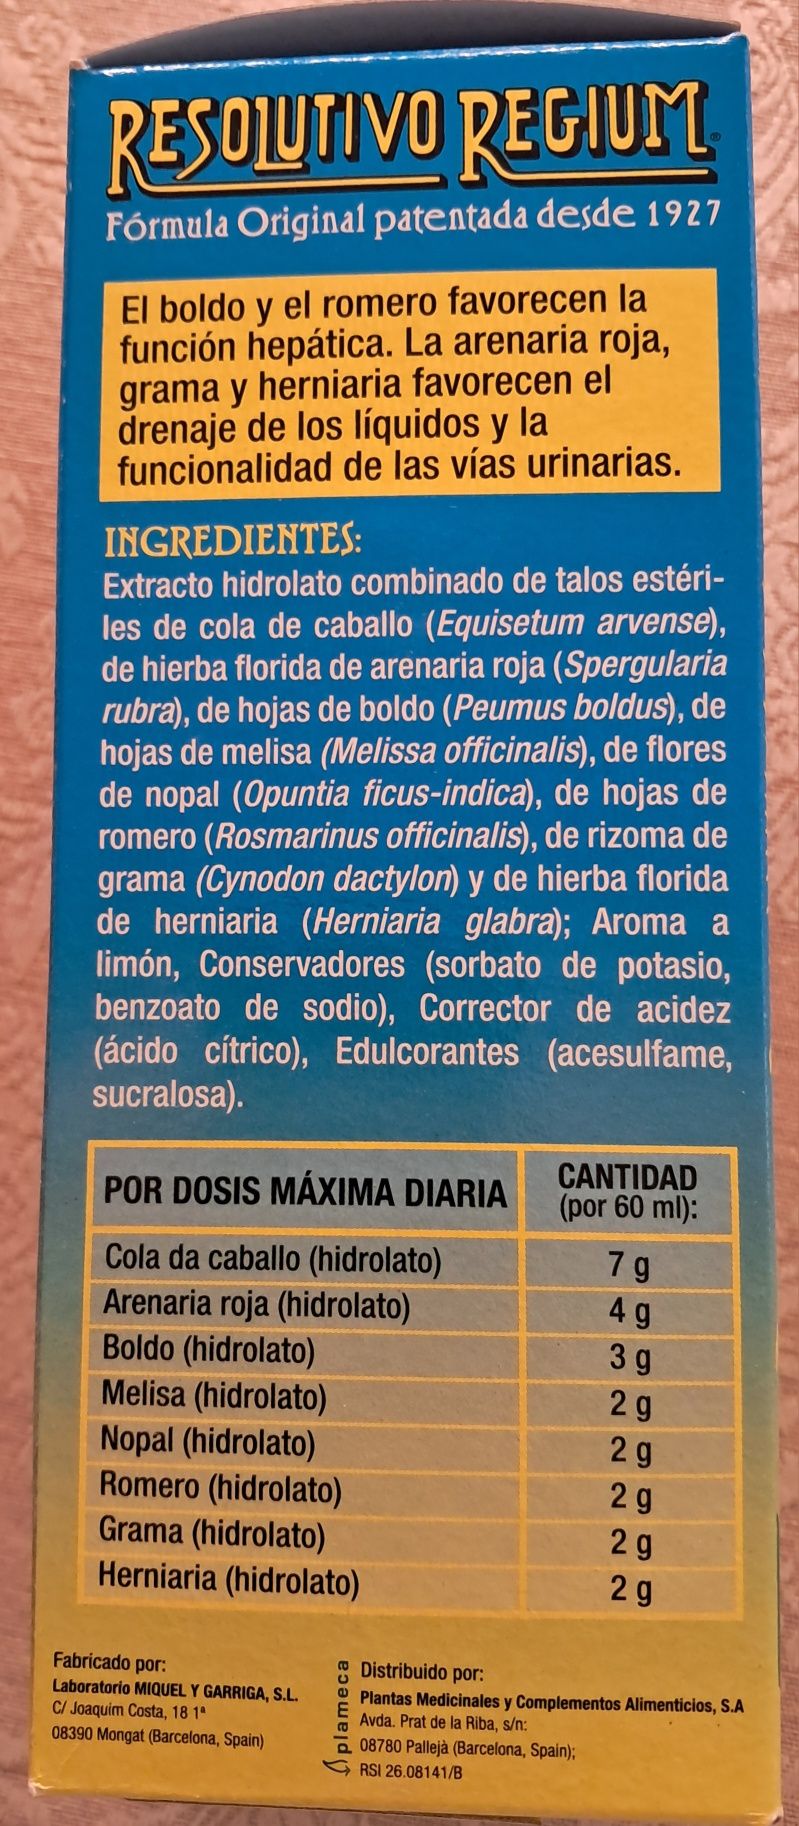 RESOLUTIVO REGIUM®
Fórmula Original patentada desde 1927
El boldo y el romero favorecen la
función hepática. La arenaria roja,
grama y herniaria favorecen el
drenaje de los líquidos y la
funcionalidad de las vías urinarias.
INGREDIENTES:
Extracto hidrolato combinado de talos estéri-
les de cola de caballo (Equisetum arvense),
de hierba florida de arenaria roja (Spergularia
rubra), de hojas de boldo (Peumus boldus), de
hojas de melisa (Melissa officinalis), de flores
de nopal (Opuntia ficus-indica), de hojas de
romero (Rosmarinus officinalis), de rizoma de
grama (Cynodon dactylon) y de hierba florida
de herniaria (Herniaria glabra); Aroma a
limón, Conservadores (sorbato de potasio,
benzoato de sodio), Corrector de acidez
(ácido cítrico), Edulcorantes (acesulfame,
sucralosa).
POR DOSIS MÁXIMA DIARIA CANTIDAD
(por 60 ml):
Cola da caballo (hidrolato) 7 g
Arenaria roja (hidrolato) 4 g
Boldo (hidrolato) 3 g
Melisa (hidrolato) 2 g
Nopal (hidrolato) 2 g
Romero (hidrolato) 2 g
Grama (hidrolato) 2 g
Herniaria (hidrolato) 2 g
Fabricado por:
Laboratorio MIQUEL Y GARRIGA, S.L.
C/ Joaquim Costa, 18 1ª
08390 Mongat (Barcelona, Spain)
plameca
Distribuido por:
Plantas Medicinales y Complementos Alimenticios, S.A
Avda. Prat de la Riba, s/n:
08780 Pallejà (Barcelona, Spain);
RSI 26.08141/B